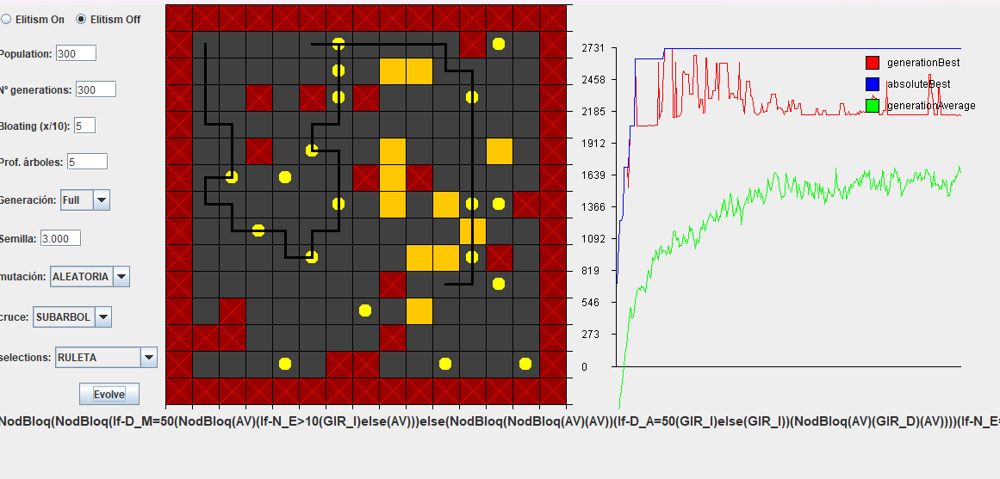 Elitism On Elitism Off
Population: 300
Nº generations: 300
Bloating (x/10): 5
Prof. árboles: 5
Generación: Full
Semilla: 3.000
mutación: ALEATORIA
cruce: SUBARBOL
selections: RULETA
Evolve
2731
2458
2185
1912
1639
1366
1092
819
546
273
0
generationBest
absoluteBest
generationAverage
NodBloq(NodBloq(If-D_M=50(NodBloq(AV)(If-N_E>10(GIR_I)else(AV)))else(NodBloq(NodBloq(AV)(AV))(If-D_A=50(GIR_I)else(GIR_I))(NodBloq(AV)(GIR_D)(AV))))(If-N_E=